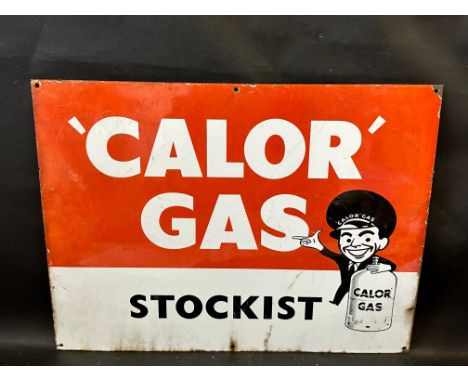 'CALOR'
GAS
CALOR GAS
STOCKIST
CALOR
GAS